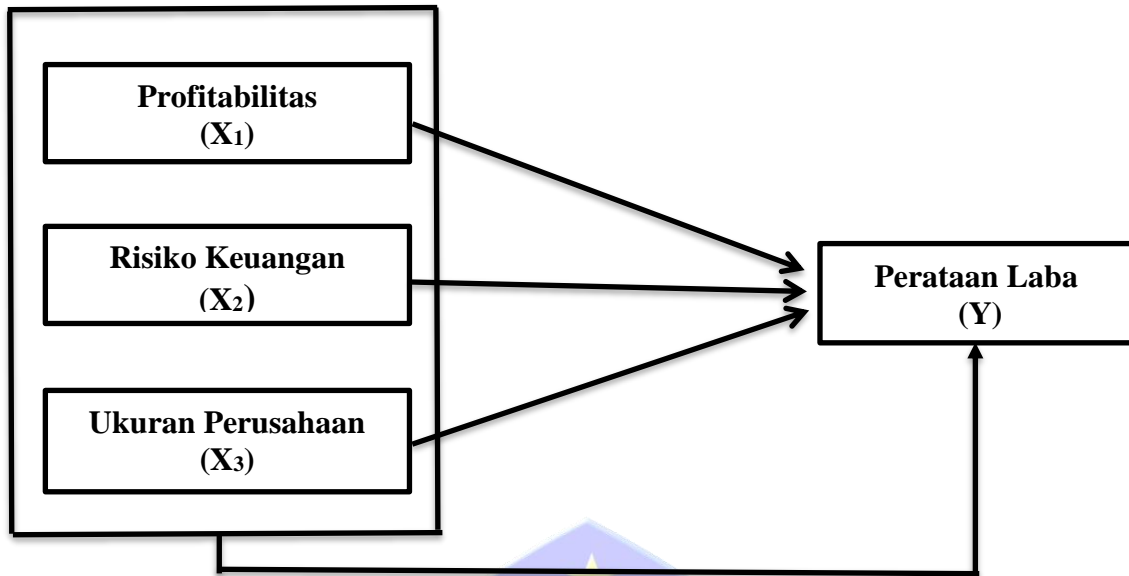 Profitabilitas
(X₁)
Risiko Keuangan
(X₂)
Ukuran Perusahaan
(X₃)
Perataan Laba
(Y)